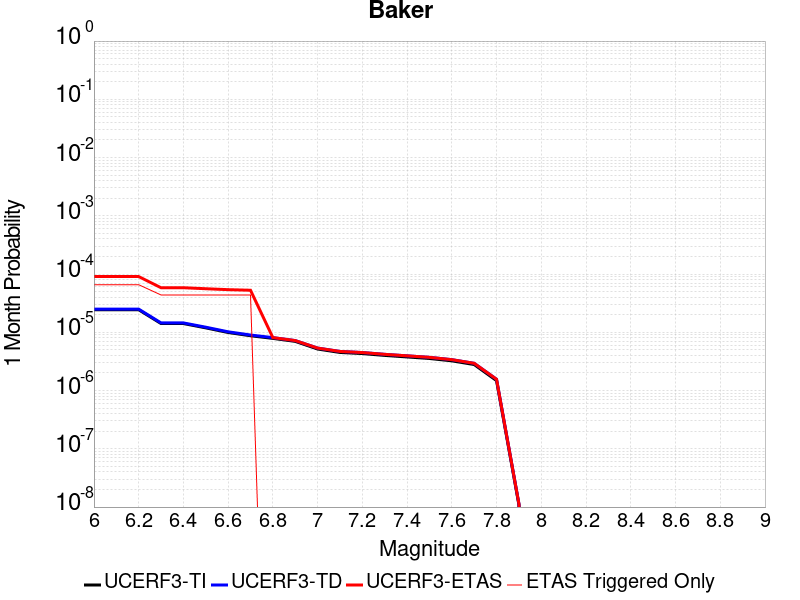 Baker
10^0
10^-1
10^-2
10^-3
10^-4
10^-5
10^-6
10^-7
10^-8
1 Month Probability
6 6.2 6.4 6.6 6.8 7 7.2 7.4 7.6 7.8 8 8.2 8.4 8.6 8.8 9
Magnitude
UCERF3-TI UCERF3-TD UCERF3-ETAS ETAS Triggered Only